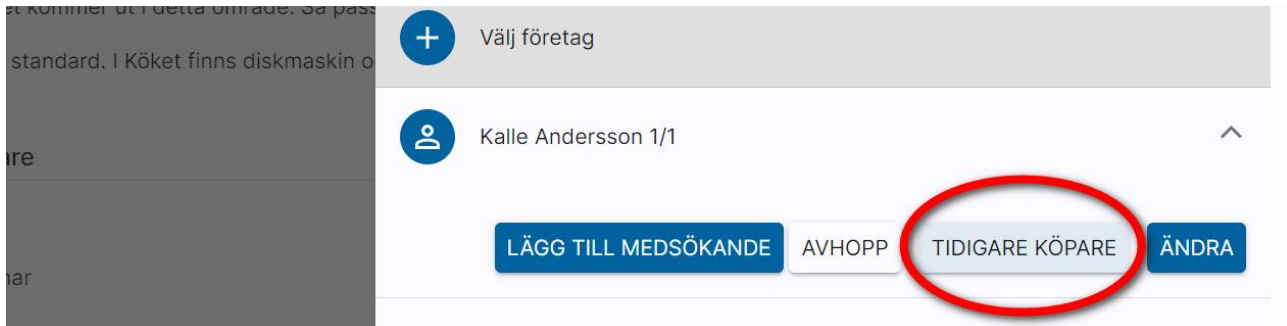 et kommer ut i detta område. Så pass
standard. I Köket finns diskmaskin o
Välj företag
Kalle Andersson 1/1
are
LÄGG TILL MEDSÖKANDE AVHOPP TIDIGARE KÖPARE ÄNDRA
nar